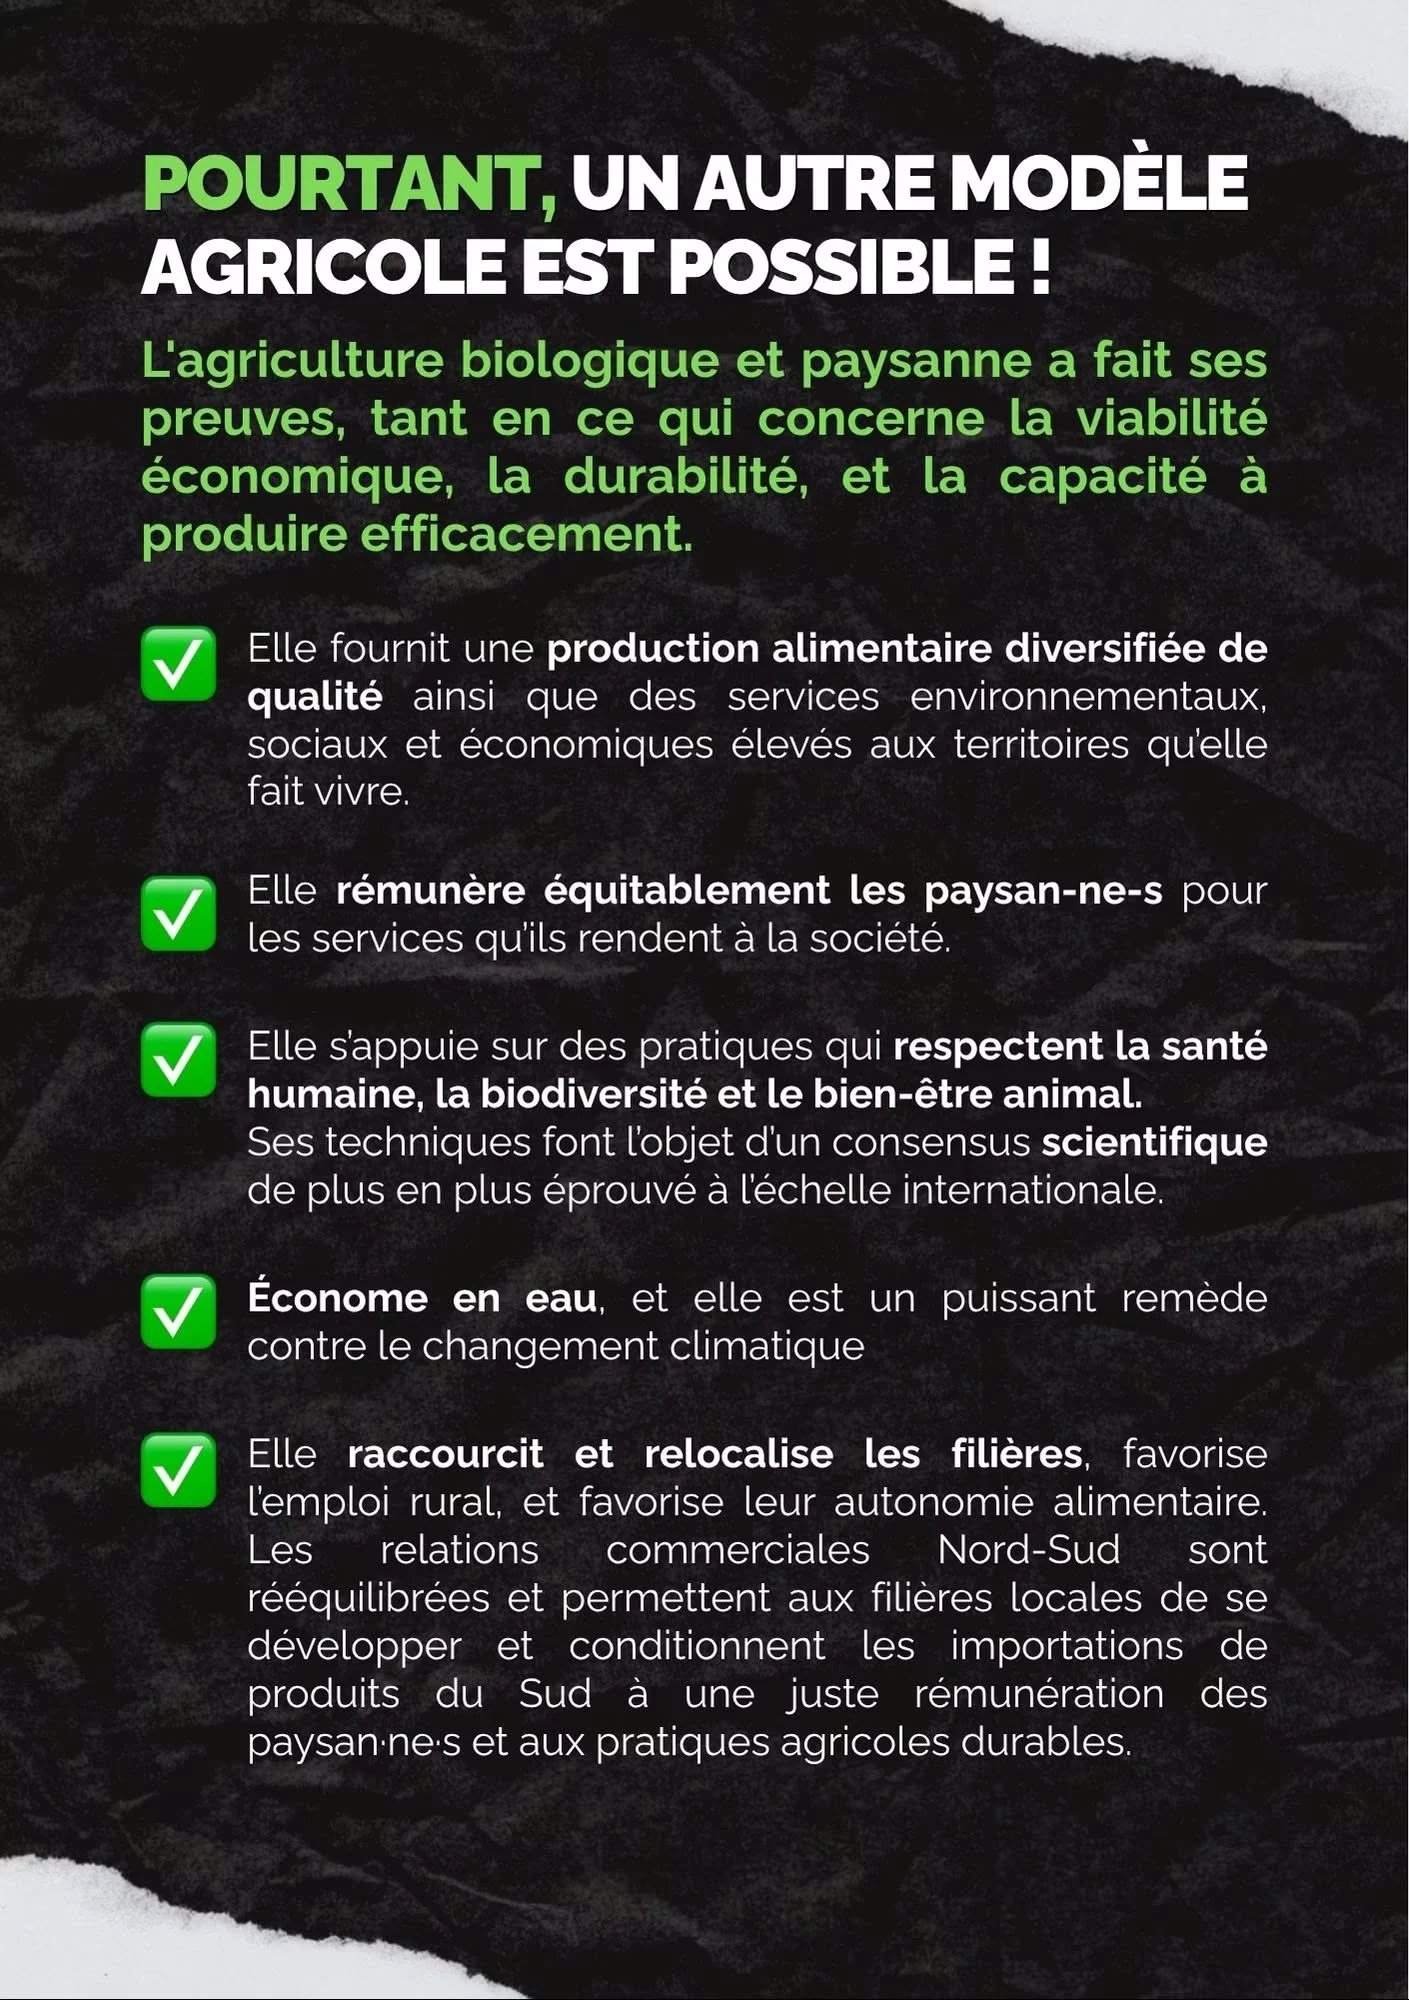 POURTANT, UN AUTRE MODÈLE
AGRICOLE EST POSSIBLE !
L'agriculture biologique et paysanne a fait ses
preuves, tant en ce qui concerne la viabilité
économique, la durabilité, et la capacité à
produire efficacement.
Elle fournit une production alimentaire diversifiée de
qualité ainsi que des services environnementaux,
sociaux et économiques élevés aux territoires qu’elle
fait vivre.
Elle rémunère équitablement les paysan-ne-s pour
les services qu’ils rendent à la société.
Elle s’appuie sur des pratiques qui respectent la santé
humaine, la biodiversité et le bien-être animal.
Ses techniques font l’objet d’un consensus scientifique
de plus en plus éprouvé à l’échelle internationale.
Économe en eau, et elle est un puissant remède
contre le changement climatique
Elle raccourcit et relocalise les filières, favorise
l’emploi rural, et favorise leur autonomie alimentaire.
Les relations commerciales Nord-Sud sont
rééquilibrées et permettent aux filières locales de se
développer et conditionnent les importations de
produits du Sud à une juste rémunération des
paysan·ne·s et aux pratiques agricoles durables.